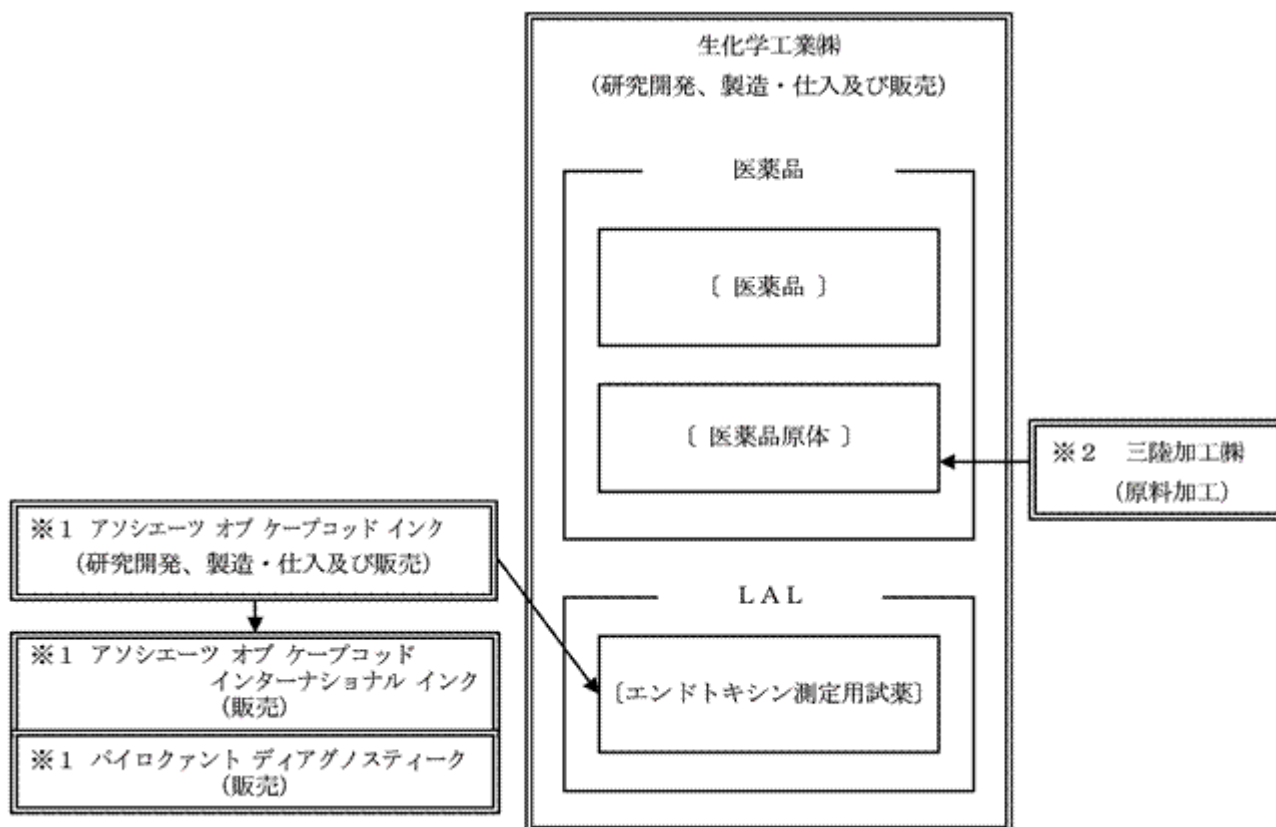 生化学工業㈱
(研究開発、製造・仕入及び販売)
医薬品
〔 医薬品 〕
〔 医薬品原体 〕
※2 三陸加工㈱
(原料加工)
※1 アソシエーツ オブ ケープコッド インク
(研究開発、製造・仕入及び販売)
※1 アソシエーツ オブ ケープコッド
インターナショナル インク
(販売)
※1 パイロクァント ディアグノスティーク
(販売)
LAL
〔エンドトキシン測定用試薬〕